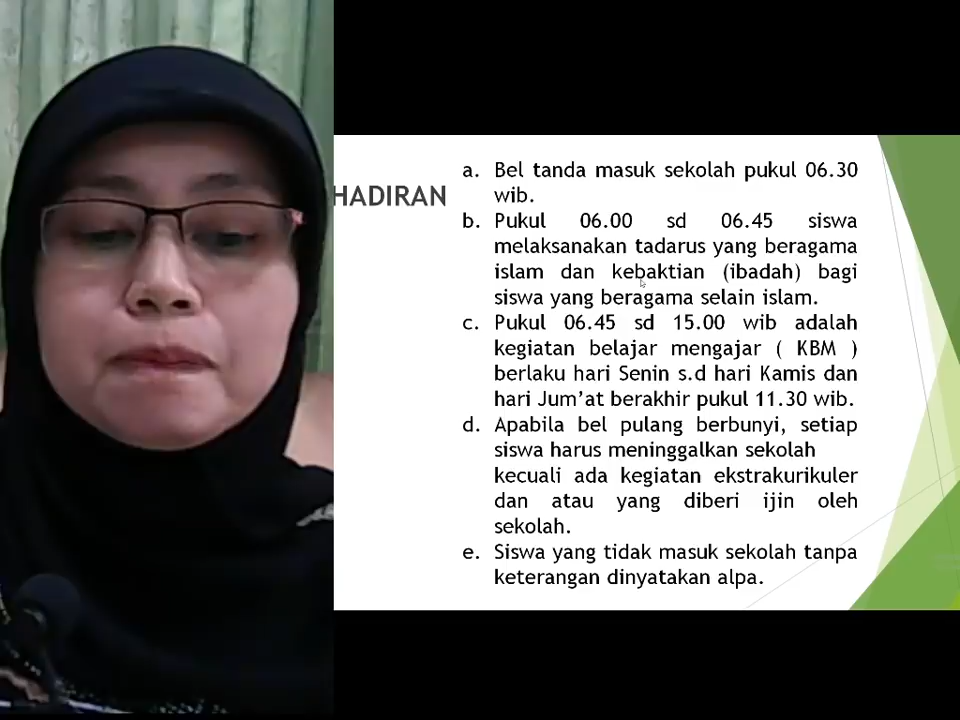 HADIRAN
a. Bel tanda masuk sekolah pukul 06.30
wib.
b. Pukul 06.00 sd 06.45 siswa
melaksanakan tadarus yang beragama
islam dan kebaktian (ibadah) bagi
siswa yang beragama selain islam.
c. Pukul 06.45 sd 15.00 wib adalah
kegiatan belajar mengajar ( KBM )
berlaku hari Senin s.d hari Kamis dan
hari Jum’at berakhir pukul 11.30 wib.
d. Apabila bel pulang berbunyi, setiap
siswa harus meninggalkan sekolah
kecuali ada kegiatan ekstrakurikuler
dan atau yang diberi ijin oleh
sekolah.
e. Siswa yang tidak masuk sekolah tanpa
keterangan dinyatakan alpa.